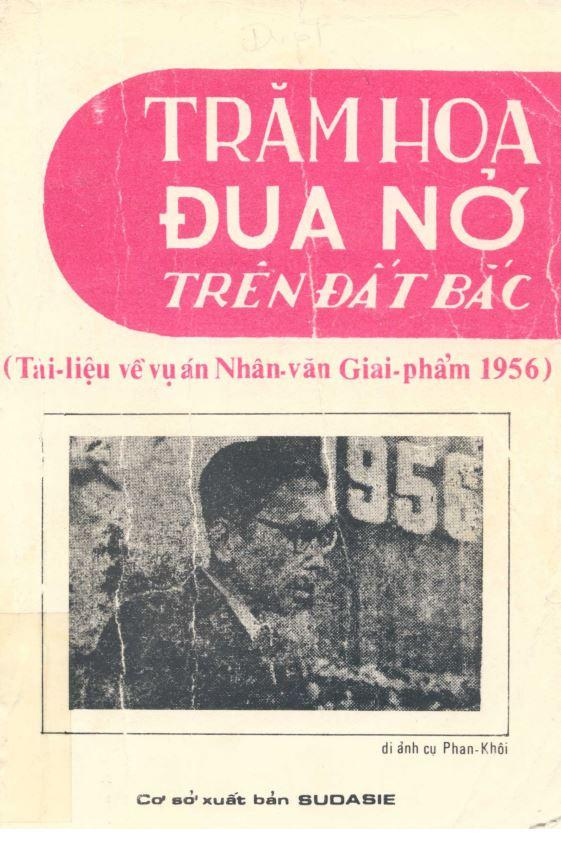 TRĂM HOA
ĐUA NỞ
TRÊN ĐẤT BẮC
(Tài-liệu về vụ án Nhân-văn Giai-phẩm 1956)
1956
di ảnh cụ Phan-Khôi
Cơ sở xuất bản SUDASIE